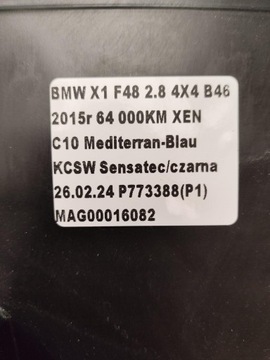 BMW X1 F48 2.8 4X4 B46
2015r 64 000KM XEN
C10 Mediterran-Blau
KCSW Sensatec/czarna
26.02.24 P773388(P1)
MAG00016082